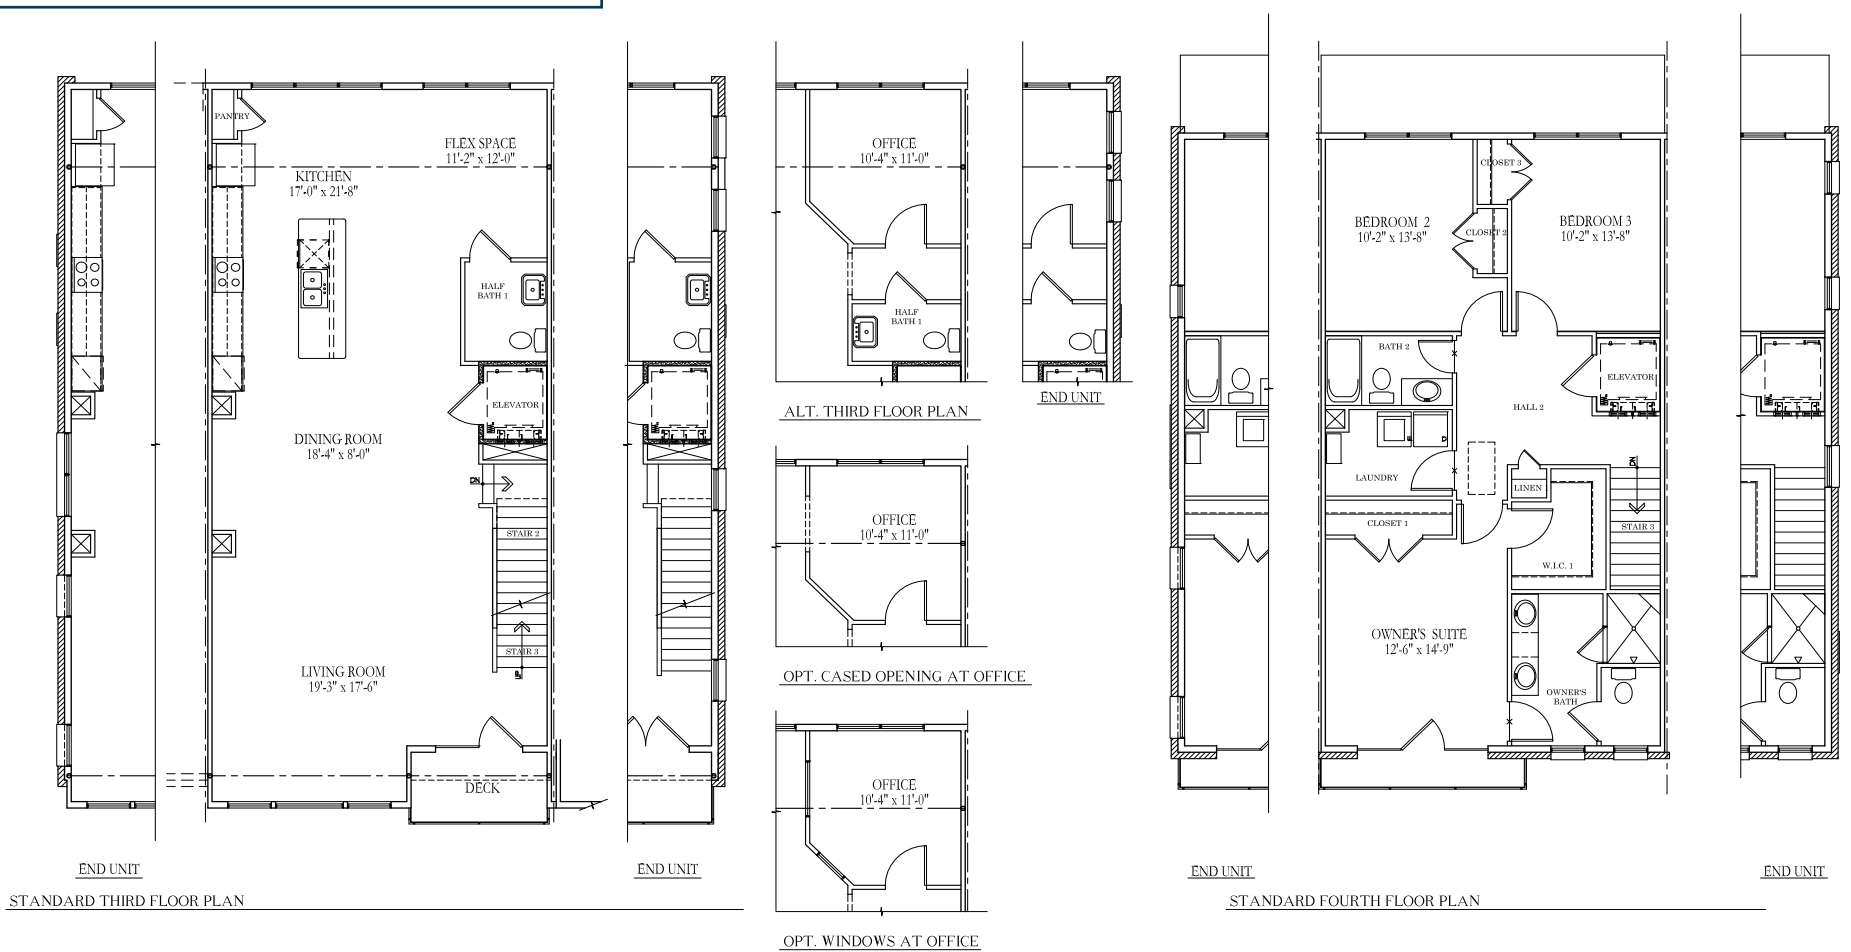 PANTRY
FLEX SPACE
11'-2" x 12'-0"
KITCHEN
17'-0" x 21'-8"
HALF
BATH 1
ELEVATOR
DINING ROOM
18'-4" x 8'-0"
DN
STAIR 2
STAIR 3
UP
LIVING ROOM
19'-3" x 17'-6"
DECK
END UNIT
END UNIT
STANDARD THIRD FLOOR PLAN
OFFICE
10'-4" x 11'-0"
HALF
BATH 1
ALT. THIRD FLOOR PLAN
END UNIT
OFFICE
10'-4" x 11'-0"
OPT. CASED OPENING AT OFFICE
OFFICE
10'-4" x 11'-0"
OPT. WINDOWS AT OFFICE
CLOSET 3
BEDROOM 2
10'-2" x 13'-8"
CLOSET 2
BEDROOM 3
10'-2" x 13'-8"
BATH 2
ELEVATOR
HALL 2
LAUNDRY
LINEN
DN
CLOSET 1
STAIR 3
W.I.C. 1
OWNER'S SUITE
12'-6" x 14'-9"
OWNER'S
BATH
END UNIT
END UNIT
STANDARD FOURTH FLOOR PLAN